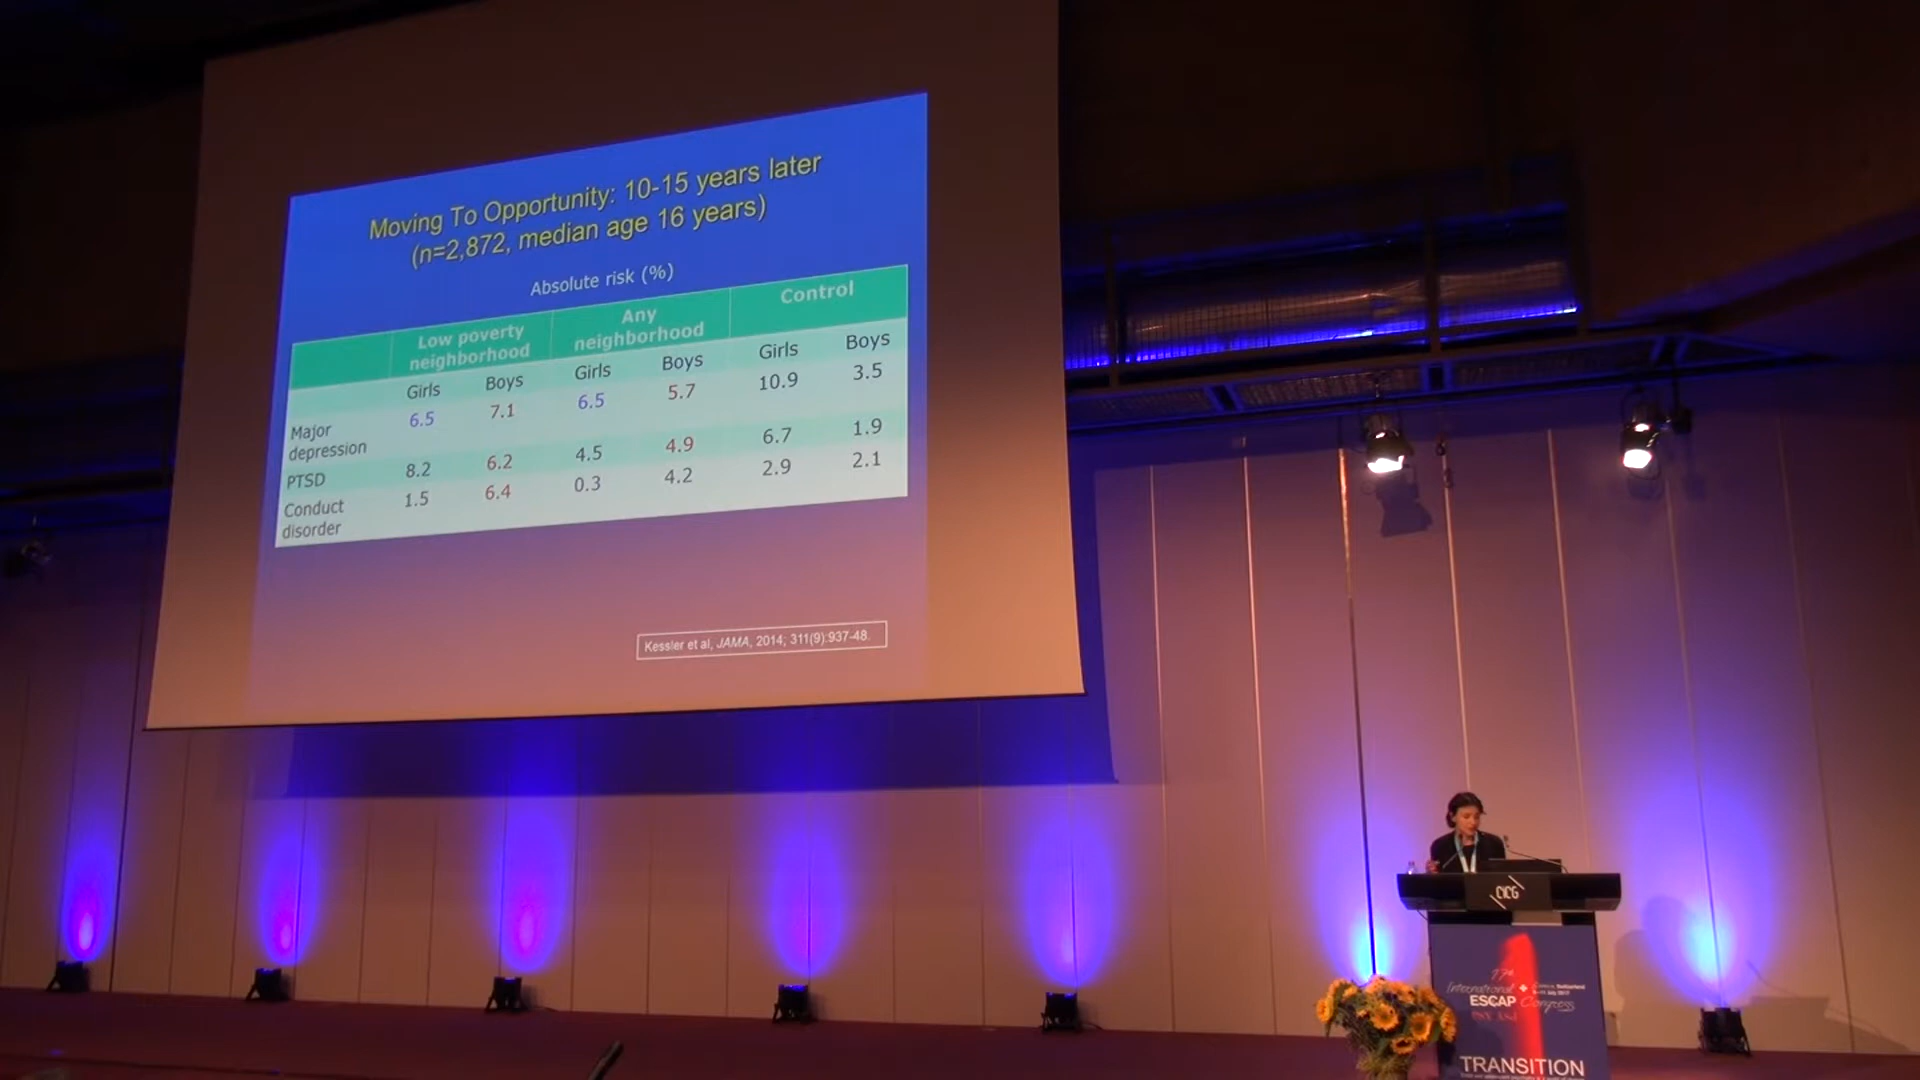 Moving To Opportunity: 10-15 years later
(n=2,872, median age 16 years)
Absolute risk (%)
Low poverty neighborhood Any neighborhood Control
Girls Boys Girls Boys Girls Boys
Major depression 6.5 7.1 6.5 5.7 10.9 3.5
PTSD 8.2 6.2 4.5 4.9 6.7 1.9
Conduct disorder 1.5 6.4 0.3 4.2 2.9 2.1
Kessler et al, JAMA, 2014; 311(9):937-48.
CICG
17th
International
ESCAP Congress
TRANSITION